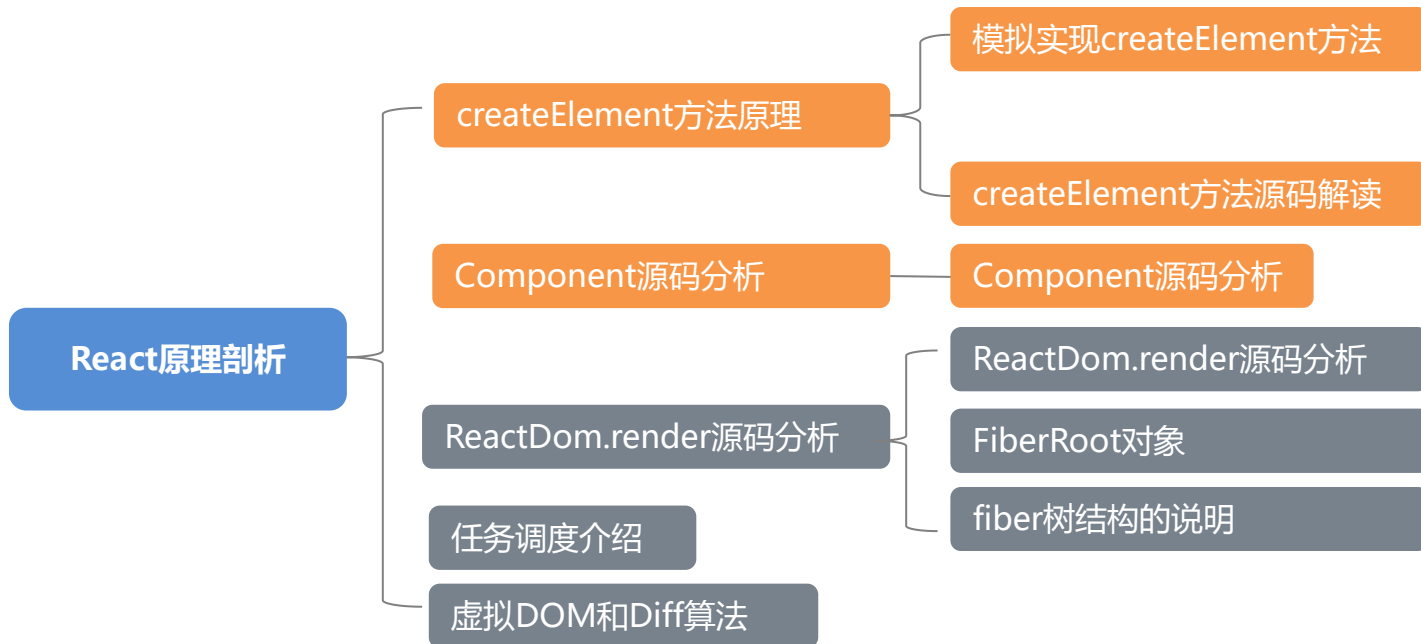 React原理剖析
createElement方法原理
模拟实现createElement方法
createElement方法源码解读
Component源码分析
Component源码分析
ReactDom.render源码分析
ReactDom.render源码分析
FiberRoot对象
fiber树结构的说明
任务调度介绍
虚拟DOM和Diff算法